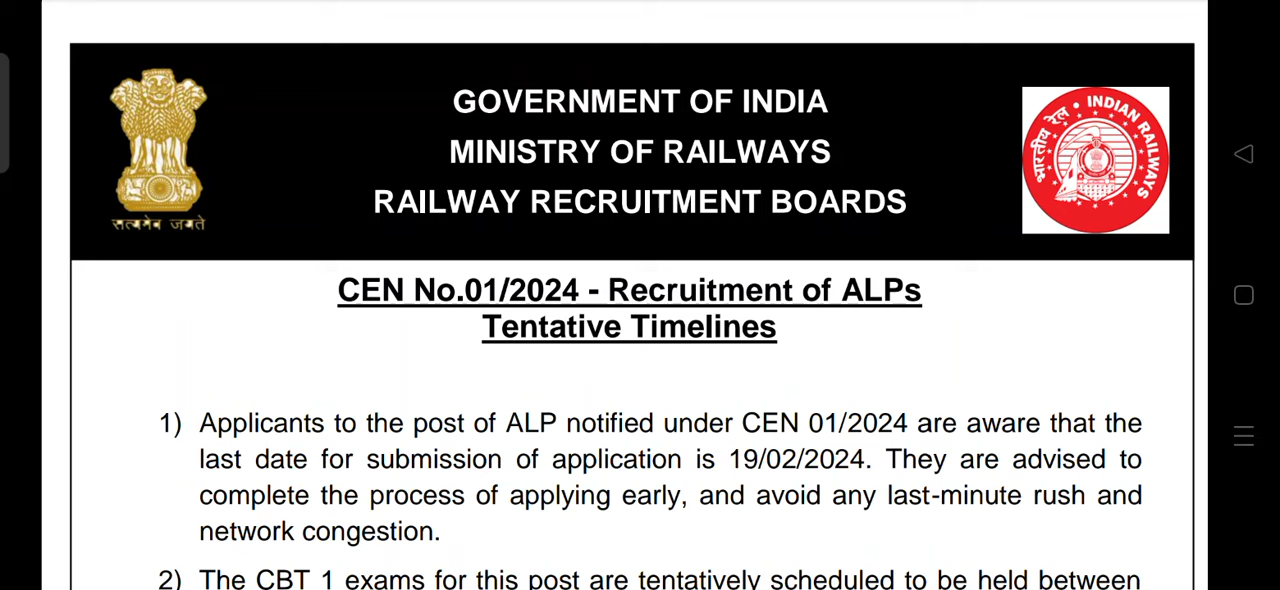 GOVERNMENT OF INDIA
MINISTRY OF RAILWAYS
RAILWAY RECRUITMENT BOARDS
सत्यमेव जयते
भारतीय रेल • INDIAN RAILWAYS
CEN No.01/2024 - Recruitment of ALPs
Tentative Timelines
1) Applicants to the post of ALP notified under CEN 01/2024 are aware that the
last date for submission of application is 19/02/2024. They are advised to
complete the process of applying early, and avoid any last-minute rush and
network congestion.
2) The CBT 1 exams for this post are tentatively scheduled to be held between